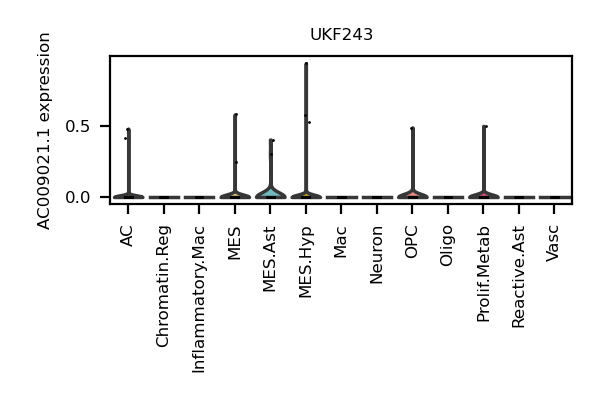 UKF243
AC009021.1 expression
0.5
0.0
AC
Chromatin.Reg
Inflammatory.Mac
MES
MES.Ast
MES.Hyp
Mac
Neuron
OPC
Oligo
Prolif.Metab
Reactive.Ast
Vasc